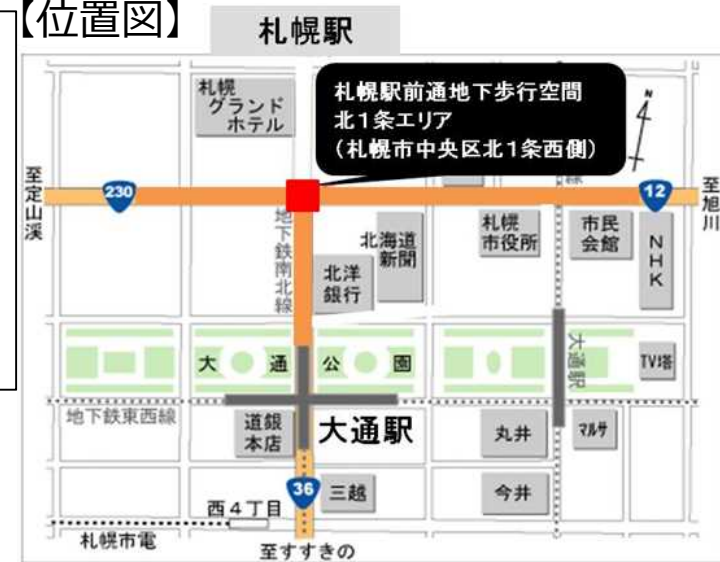 【位置図】
札幌駅
札幌
グランド
ホテル
札幌駅前通地下歩行空間
北1条エリア
(札幌市中央区北1条西側)
N
至定山渓
230
12
至旭川
線
地下鉄南北線
北海道
新聞
北洋
銀行
札幌
市役所
市民
会館
NHK
大通公園
大通駅
TV塔
地下鉄東西線
道銀
本店
大通駅
丸井
マルサ
36
三越
今井
西4丁目
札幌市電
至すすきの